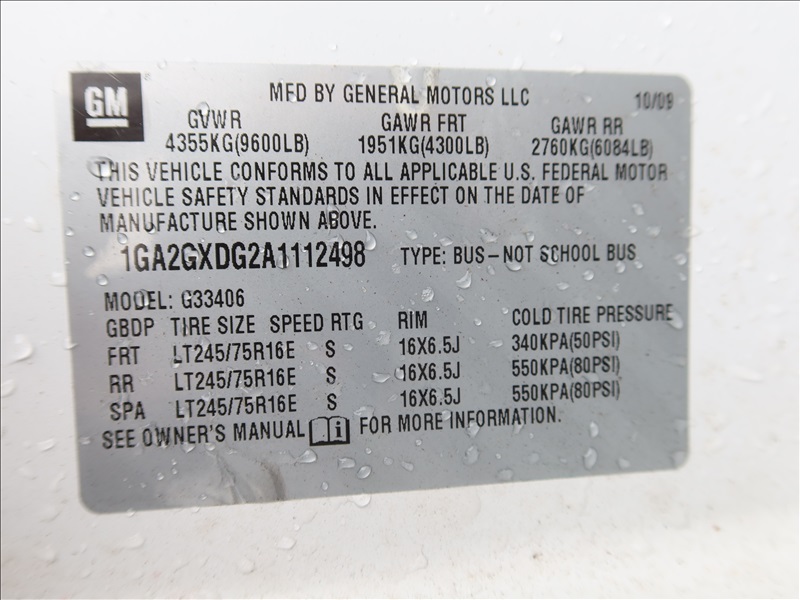 GM
MFD BY GENERAL MOTORS LLC 10/09
GVWR GAWR FRT GAWR RR
4355KG(9600LB) 1951KG(4300LB) 2760KG(6084LB)
THIS VEHICLE CONFORMS TO ALL APPLICABLE U.S. FEDERAL MOTOR
VEHICLE SAFETY STANDARDS IN EFFECT ON THE DATE OF
MANUFACTURE SHOWN ABOVE.
1GA2GXDG2A1112498 TYPE: BUS-NOT SCHOOL BUS
MODEL: G33406
GBDP TIRE SIZE SPEED RTG RIM COLD TIRE PRESSURE
FRT LT245/75R16E S 16X6.5J 340KPA(50PSI)
RR LT245/75R16E S 16X6.5J 550KPA(80PSI)
SPA LT245/75R16E S 16X6.5J 550KPA(80PSI)
SEE OWNER'S MANUAL i FOR MORE INFORMATION.